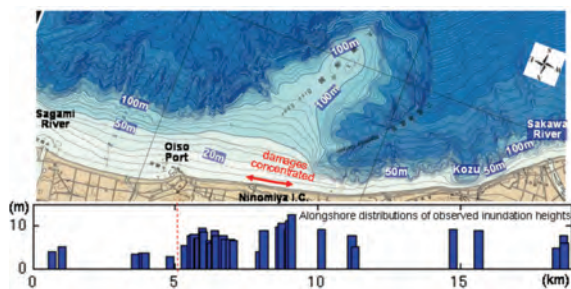 100m
100m
Sagami
River
100m
50m
Oiso
Port
20m
damages
concentrated
Ninomiya I.C.
50m
Kozu
50m
100m
Sakawa
River
(m)
10
0
Alongshore distributions of observed inundation heights
0
5
10
15
(km)